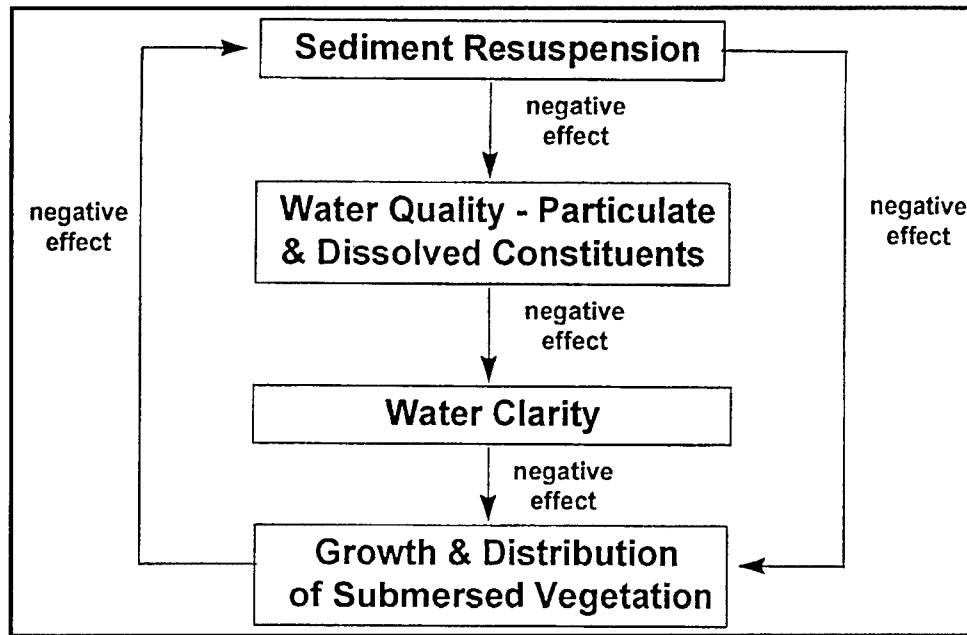 Sediment Resuspension
negative
effect
Water Quality - Particulate
& Dissolved Constituents
negative
effect
negative
effect
negative
effect
Water Clarity
negative
effect
Growth & Distribution
of Submersed Vegetation